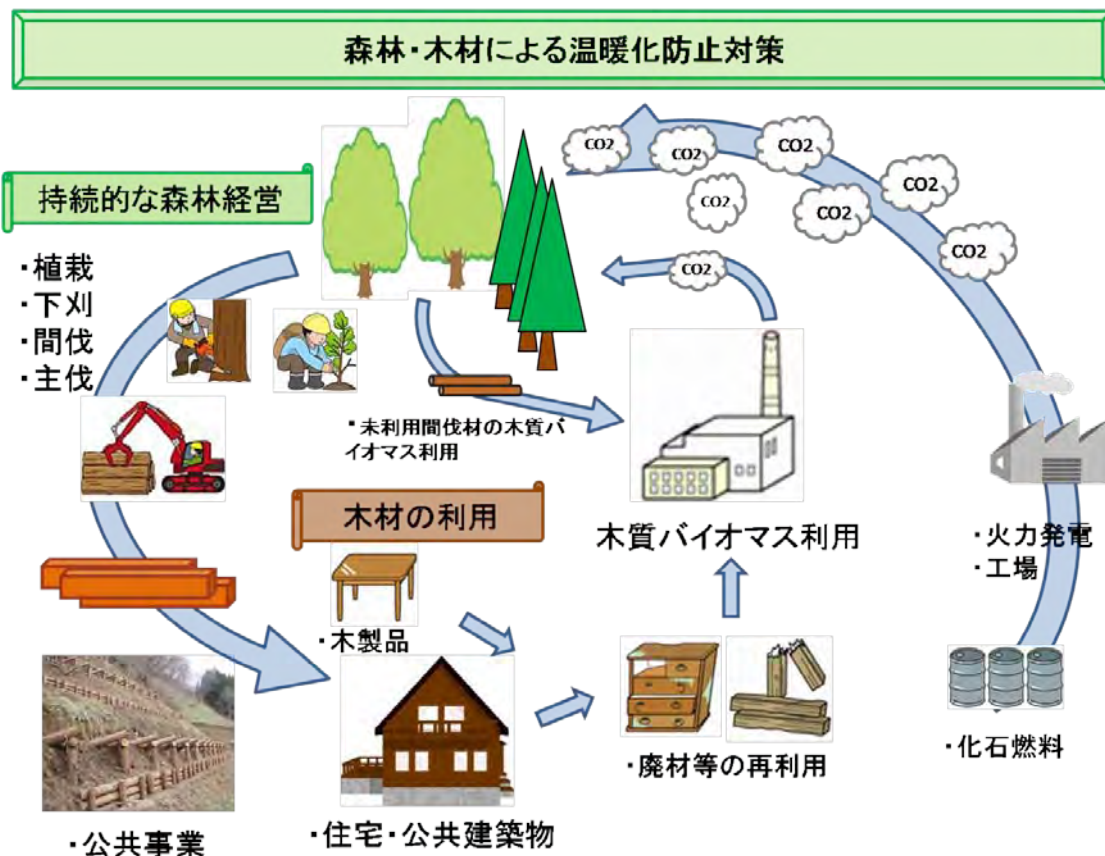 森林・木材による温暖化防止対策
持続的な森林経営
・植栽
・下刈
・間伐
・主伐
CO2
CO2
CO2
CO2
CO2
CO2
CO2
CO2
・未利用間伐材の木質バ
イオマス利用
木材の利用
・木製品
木質バイオマス利用
・火力発電
・工場
・廃材等の再利用
・化石燃料
・公共事業
・住宅・公共建築物